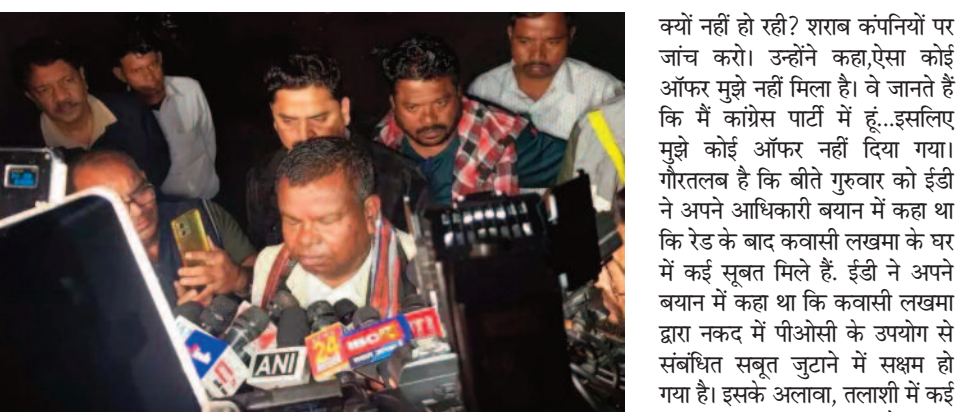 ANI
24
IBC24
क्यों नहीं हो रही? शराब कंपनियों पर
जांच करो। उन्होंने कहा,ऐसा कोई
ऑफर मुझे नहीं मिला है। वे जानते हैं
कि मैं कांग्रेस पार्टी में हूं...इसलिए
मुझे कोई ऑफर नहीं दिया गया।
गौरतलब है कि बीते गुरुवार को ईडी
ने अपने आधिकारी बयान में कहा था
कि रेड के बाद कवासी लखमा के घर
में कई सूबत मिले हैं. ईडी ने अपने
बयान में कहा था कि कवासी लखमा
द्वारा नकद में पीओसी के उपयोग से
संबंधित सबूत जुटाने में सक्षम हो
गया है। इसके अलावा, तलाशी में कई